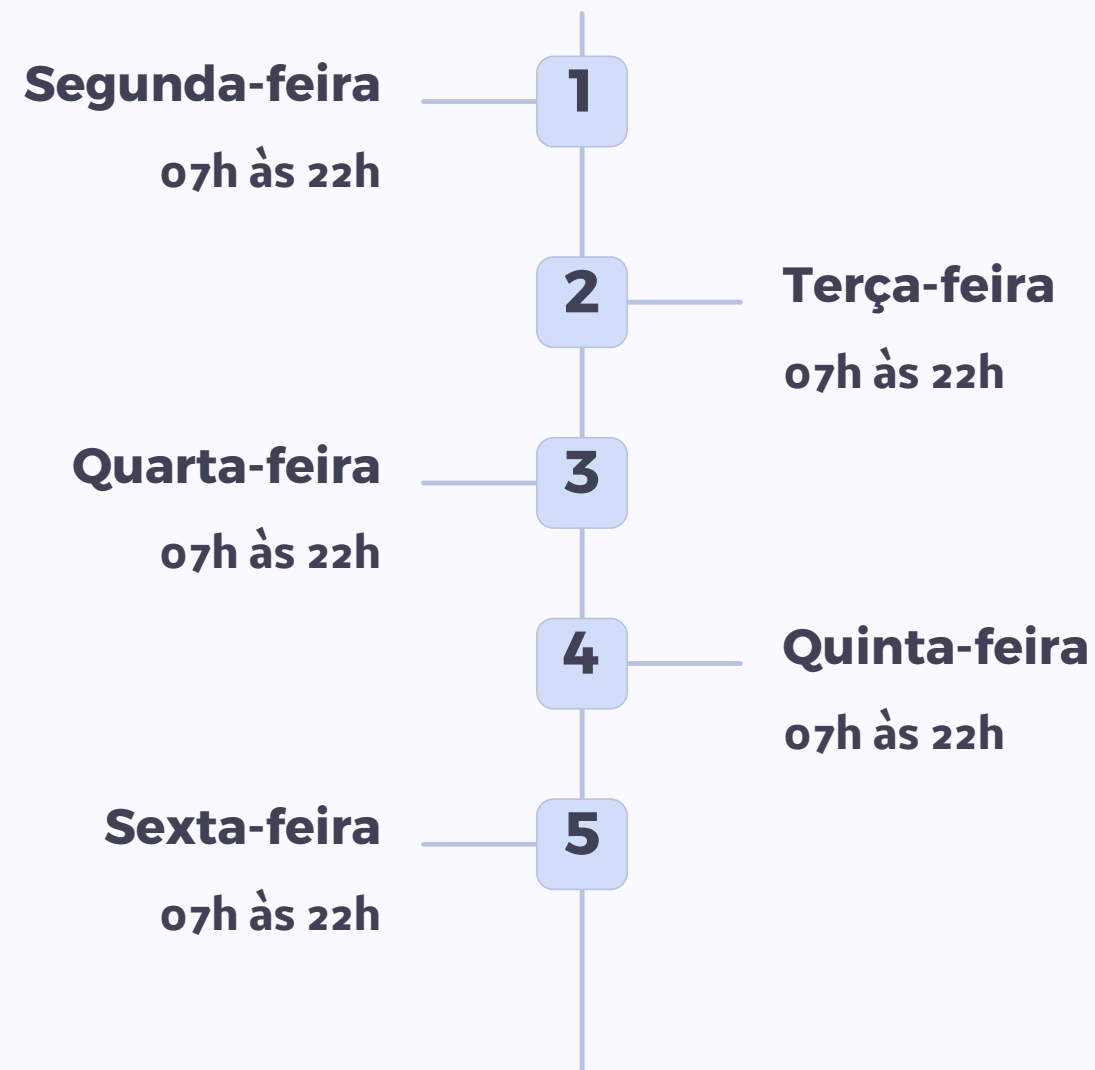 Segunda-feira
1
07h às 22h
2
Terça-feira
07h às 22h
Quarta-feira
3
07h às 22h
4
Quinta-feira
07h às 22h
Sexta-feira
5
07h às 22h